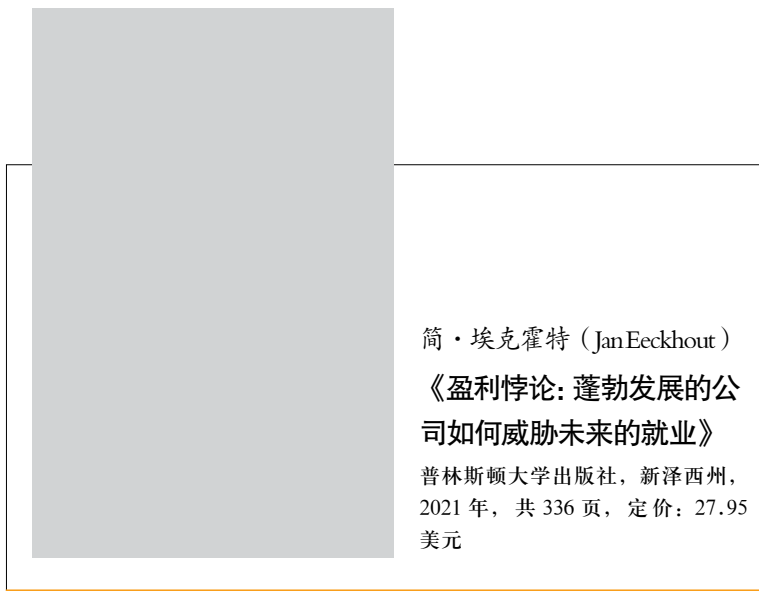 简·埃克霍特（Jan Eeckhout）
《盈利悖论：蓬勃发展的公
司如何威胁未来的就业》
普林斯顿大学出版社，新泽西州，
2021 年，共 336 页，定价：27.95
美元